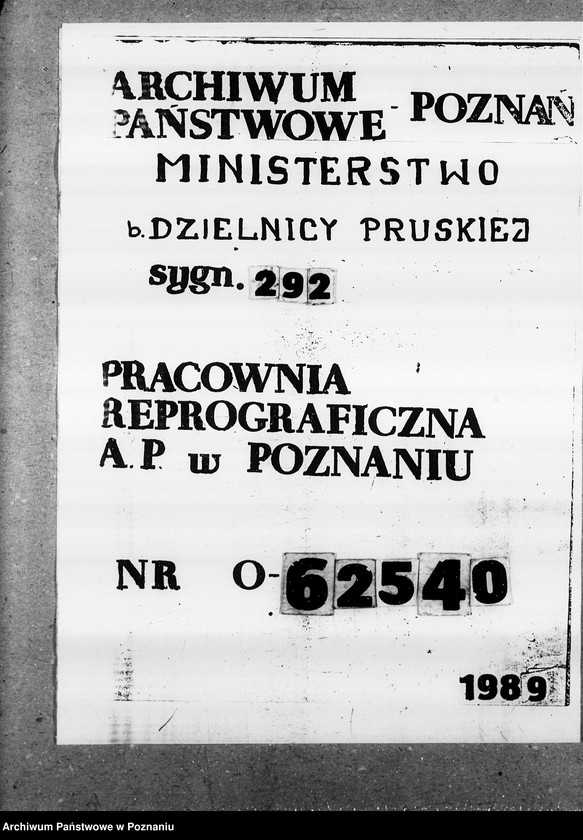 ARCHIWUM
PAŃSTWOWE - POZNAŃ
MINISTERSTWO
b. DZIELNICY PRUSKIEJ
sygn. 292
PRACOWNIA
REPROGRAFICZNA
A.P. w POZNANIU
NR O-62540
1989
Archiwum Państwowe w Poznaniu